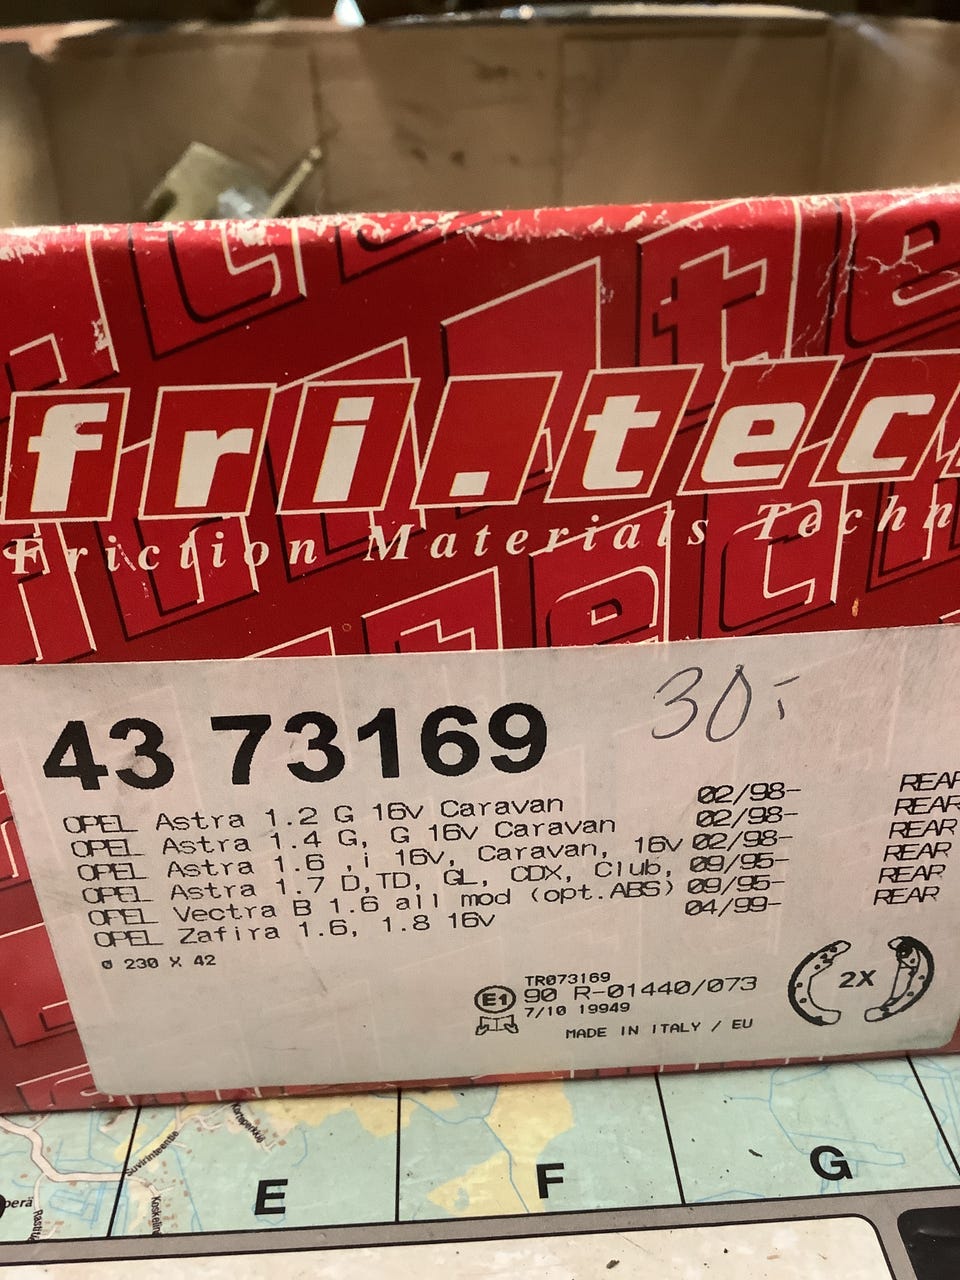 fri.tec
Friction Materials Techn
43 73169
30,-
OPEL Astra 1.2 G 16v Caravan 02/98- REAR
OPEL Astra 1.4 G, G 16v Caravan 02/98- REAR
OPEL Astra 1.6 ,i 16v, Caravan, 16v 02/98- REAR
OPEL Astra 1.7 D,TD, GL, CDX, Club, 09/95- REAR
OPEL Vectra B 1.6 all mod (opt.ABS) 09/95- REAR
OPEL Zafira 1.6, 1.8 16v 04/99- REAR
ø 230 X 42
TR073169
E1 90 R-01440/073
7/10 19949
MADE IN ITALY / EU
2X
Suvirinteentie
E
F
G